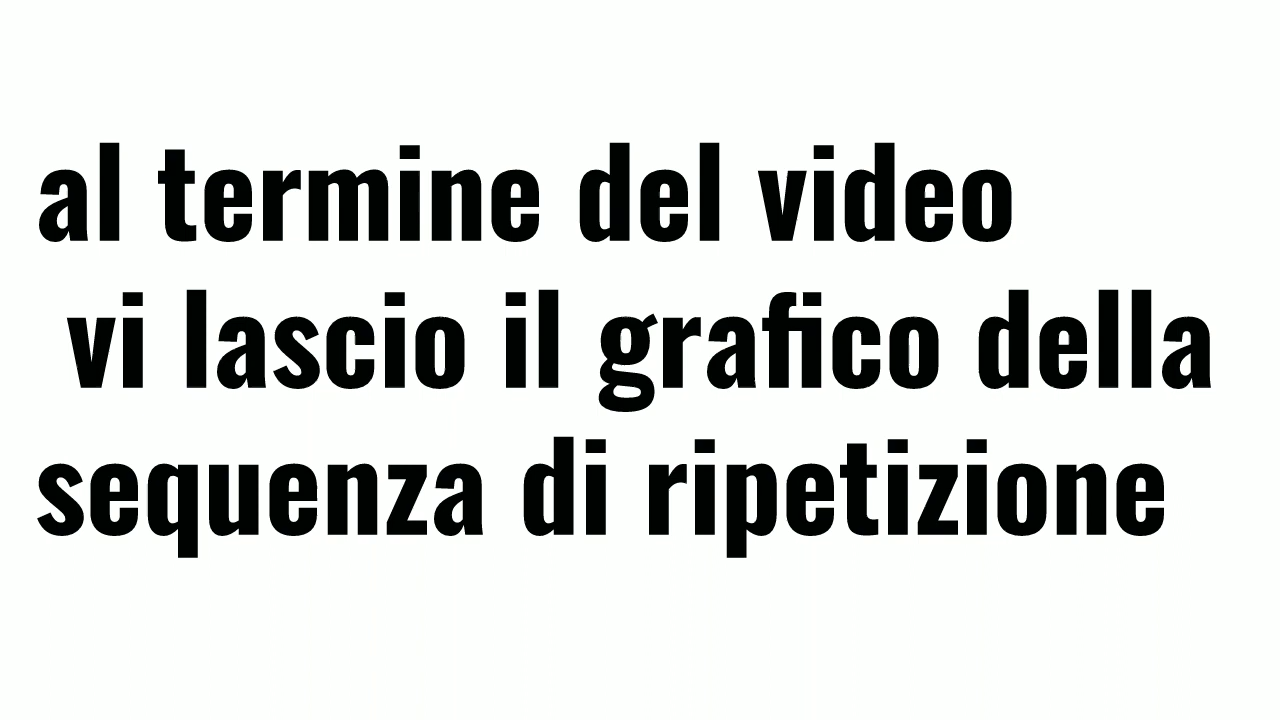 al termine del video
vi lascio il grafico della
sequenza di ripetizione